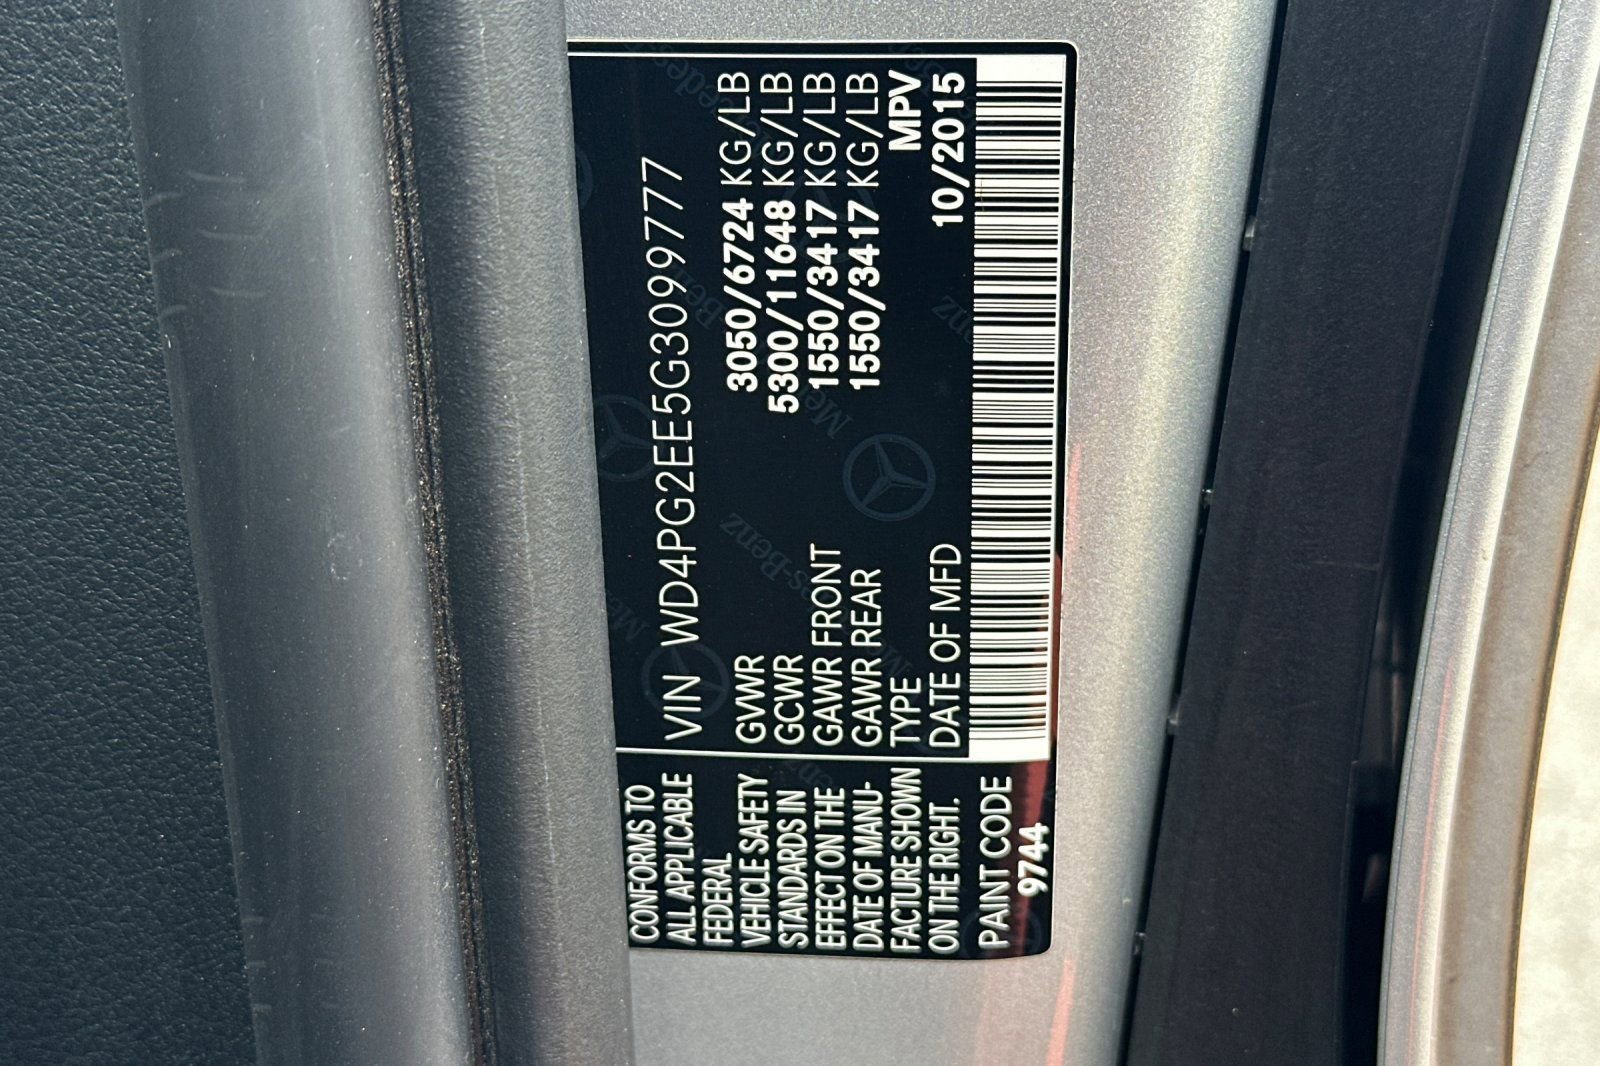 CONFORMS TO
ALL APPLICABLE
FEDERAL
VEHICLE SAFETY
STANDARDS IN
EFFECT ON THE
DATE OF MANU-
FACTURE SHOWN
ON THE RIGHT.
PAINT CODE
9744
VIN WD4PG2EE5G3099777
GVWR 3050/6724 KG/LB
GCWR 5300/11648 KG/LB
GAWR FRONT 1550/3417 KG/LB
GAWR REAR 1550/3417 KG/LB
TYPE MPV
DATE OF MFD 10/2015
Mercedes-Benz